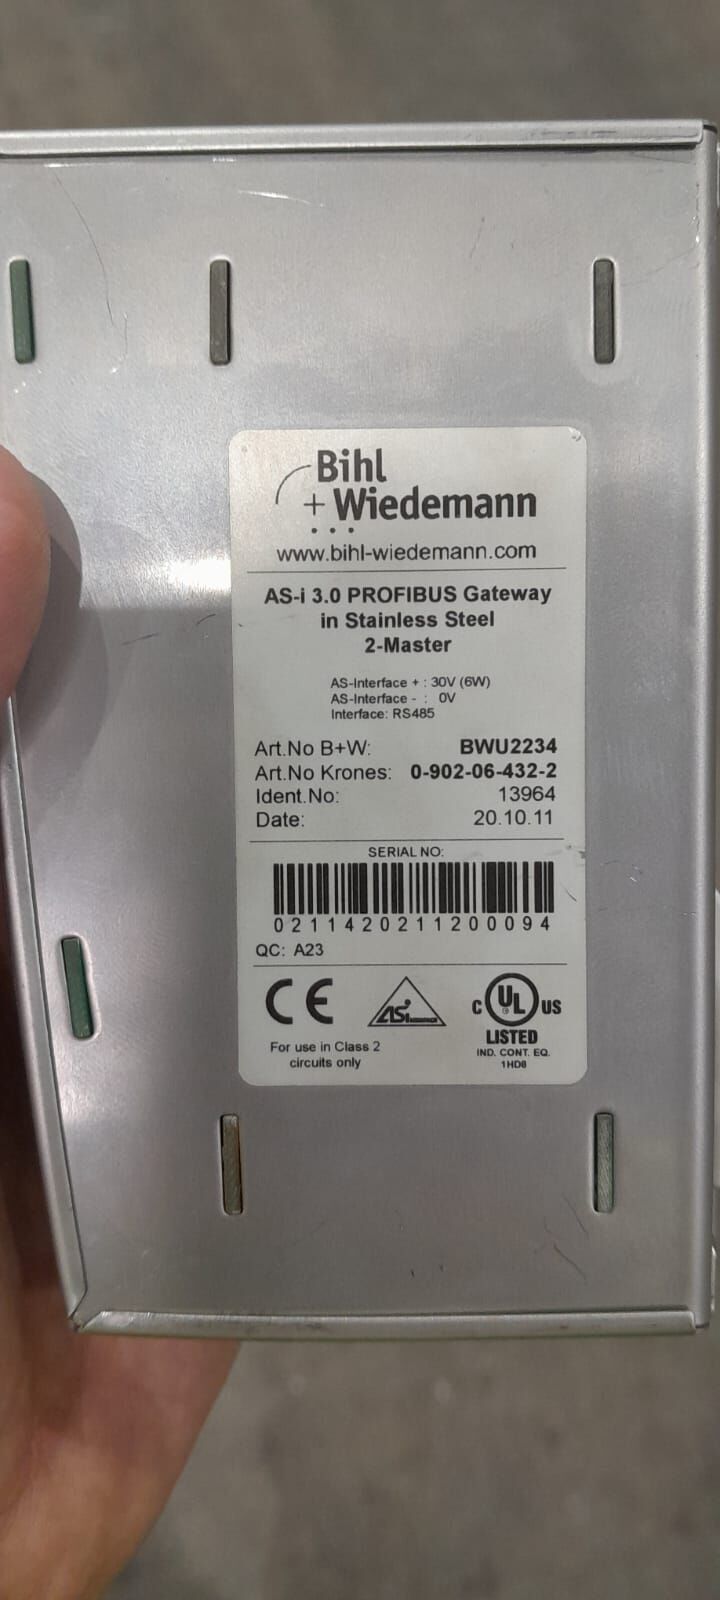 Bihl
+ Wiedemann
www.bihl-wiedemann.com
AS-i 3.0 PROFIBUS Gateway
in Stainless Steel
2-Master
AS-Interface + : 30V (6W)
AS-Interface - : 0V
Interface: RS485
Art.No B+W: BWU2234
Art.No Krones: 0-902-06-432-2
Ident.No: 13964
Date: 20.10.11
SERIAL NO:
0211420211200094
QC: A23
CE
ASi
C UL US
LISTED
IND. CONT. EQ.
1HD8
For use in Class 2
circuits only